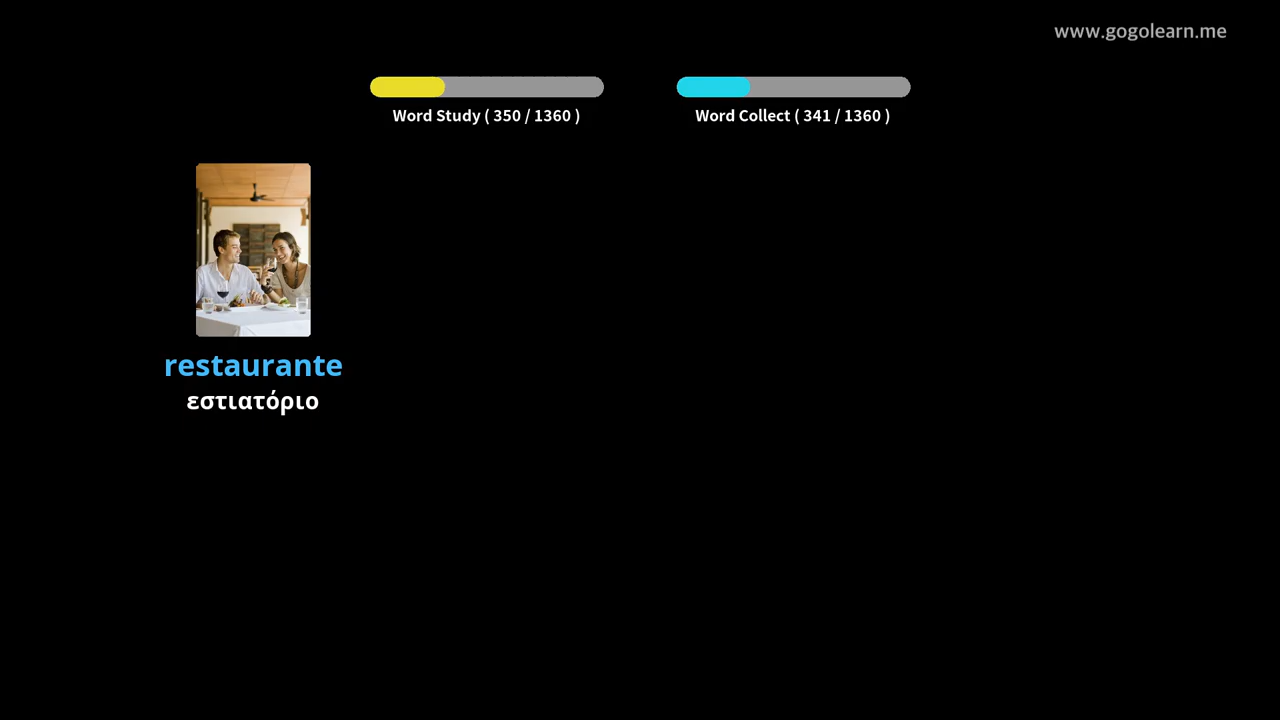 www.gogolearn.me
Word Study ( 350 / 1360 )
Word Collect ( 341 / 1360 )
restaurante
εστιατόριο